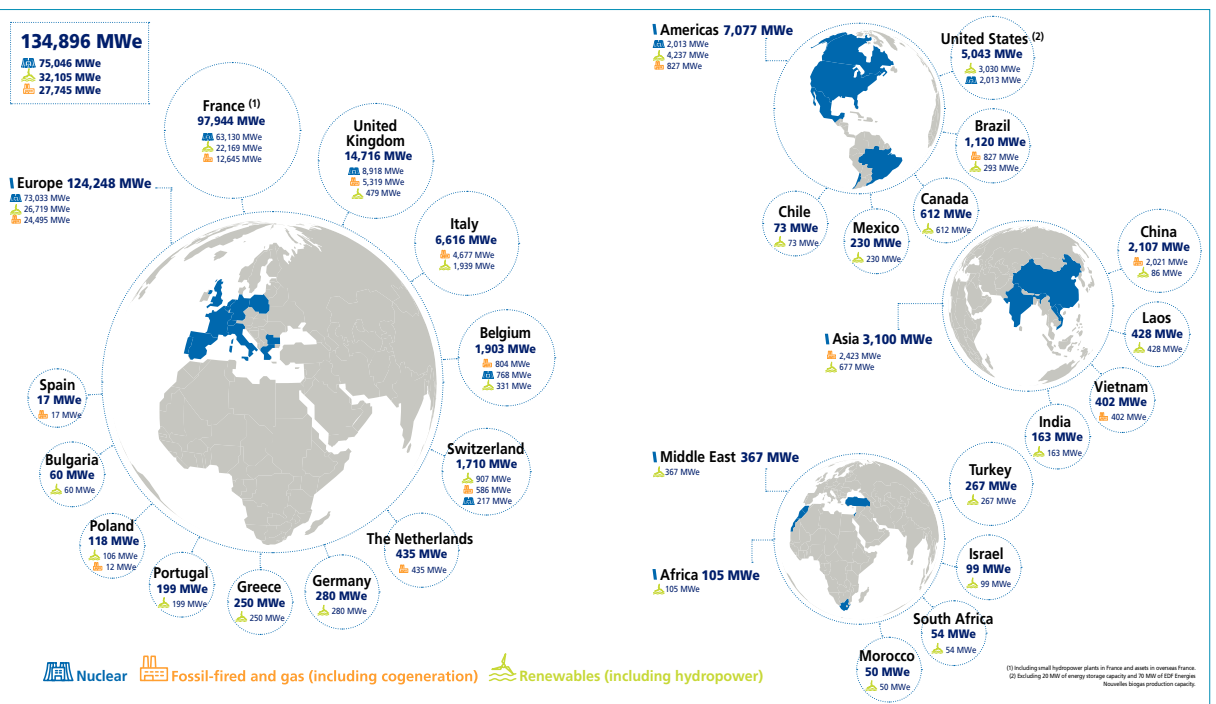 134,896 MWe
75,046 MWe
32,105 MWe
27,745 MWe
Europe 124,248 MWe
73,033 MWe
26,719 MWe
24,495 MWe
France (1)
97,944 MWe
63,130 MWe
22,169 MWe
12,645 MWe
United
Kingdom
14,716 MWe
8,918 MWe
5,319 MWe
479 MWe
Italy
6,616 MWe
4,677 MWe
1,939 MWe
Belgium
1,903 MWe
804 MWe
768 MWe
331 MWe
Switzerland
1,710 MWe
907 MWe
586 MWe
217 MWe
The Netherlands
435 MWe
435 MWe
Germany
280 MWe
280 MWe
Greece
250 MWe
250 MWe
Portugal
199 MWe
199 MWe
Poland
118 MWe
106 MWe
12 MWe
Bulgaria
60 MWe
60 MWe
Spain
17 MWe
17 MWe
Americas 7,077 MWe
2,013 MWe
4,237 MWe
827 MWe
United States (2)
5,043 MWe
3,030 MWe
2,013 MWe
Brazil
1,120 MWe
827 MWe
293 MWe
Canada
612 MWe
612 MWe
Mexico
230 MWe
230 MWe
Chile
73 MWe
73 MWe
Asia 3,100 MWe
2,423 MWe
677 MWe
China
2,107 MWe
2,021 MWe
86 MWe
Laos
428 MWe
428 MWe
Vietnam
402 MWe
402 MWe
India
163 MWe
163 MWe
Middle East 367 MWe
367 MWe
Turkey
267 MWe
267 MWe
Israel
99 MWe
99 MWe
Africa 105 MWe
105 MWe
South Africa
54 MWe
54 MWe
Morocco
50 MWe
50 MWe
Nuclear
Fossil-fired and gas (including cogeneration)
Renewables (including hydropower)
(1) Including small hydropower plants in France and assets in overseas France.
(2) Excluding 20 MW of energy storage capacity and 70 MW of EDF Energies
Nouvelles biogas production capacity.